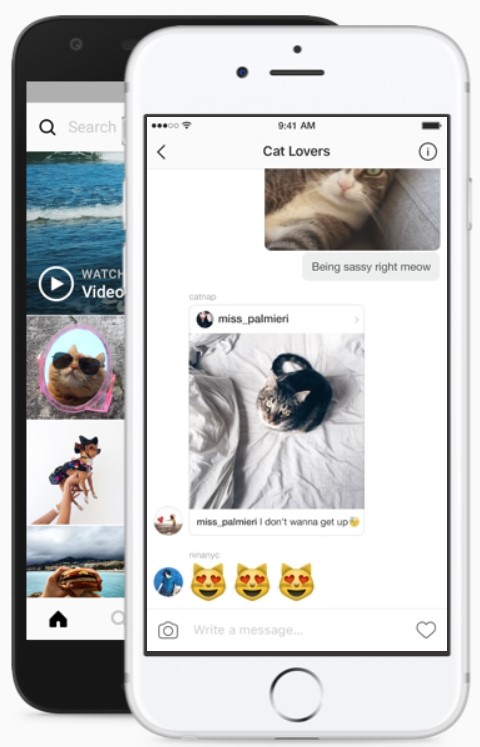 Search
WATCH
Video
9:41 AM
Cat Lovers
Being sassy right meow
catnap
miss_palmieri
miss_palmieri I don't wanna get up
ninanyc
Write a message...